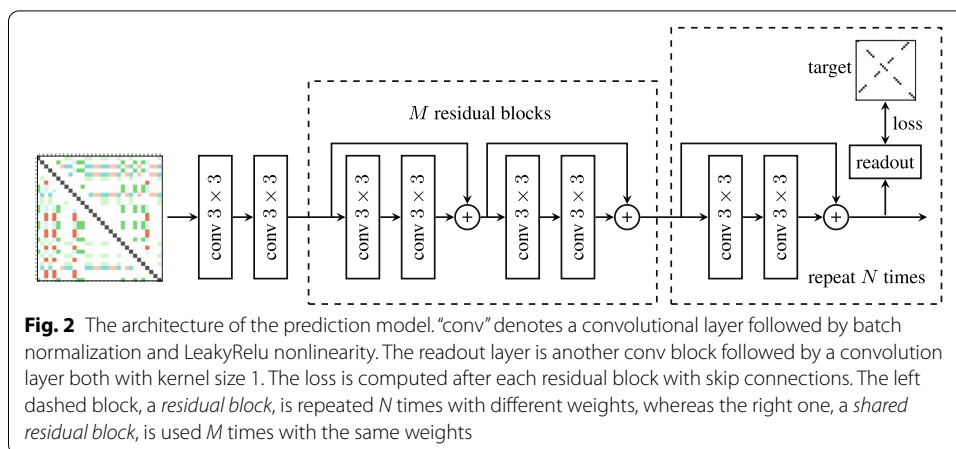 target
M residual blocks
loss
readout
conv 3 × 3
conv 3 × 3
conv 3 × 3
conv 3 × 3
+
conv 3 × 3
conv 3 × 3
+
conv 3 × 3
conv 3 × 3
+
repeat N times
Fig. 2 The architecture of the prediction model. “conv” denotes a convolutional layer followed by batch
normalization and LeakyRelu nonlinearity. The readout layer is another conv block followed by a convolution
layer both with kernel size 1. The loss is computed after each residual block with skip connections. The left
dashed block, a residual block, is repeated N times with different weights, whereas the right one, a shared
residual block, is used M times with the same weights